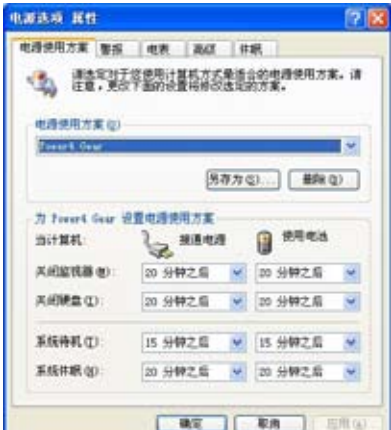 电源选项 属性
电源使用方案 警报 电表 高级 休眠
请选定对于您使用计算机方式最适合的电源使用方案。请
注意，更改下面的设置将修改选定的方案。
电源使用方案(U)
Power4 Gear
另存为(S)... 删除(D)
为 Power4 Gear 设置电源使用方案
当计算机: 接通电源 使用电池
关闭监视器(M): 20 分钟之后 20 分钟之后
关闭硬盘(I): 20 分钟之后 20 分钟之后
系统待机(T): 15 分钟之后 15 分钟之后
系统休眠(H): 20 分钟之后 20 分钟之后
确定 取消 应用(A)